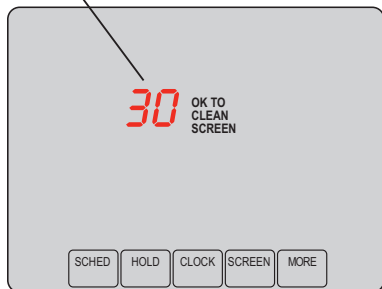 30 OK TO
CLEAN
SCREEN
SCHED HOLD CLOCK SCREEN MORE